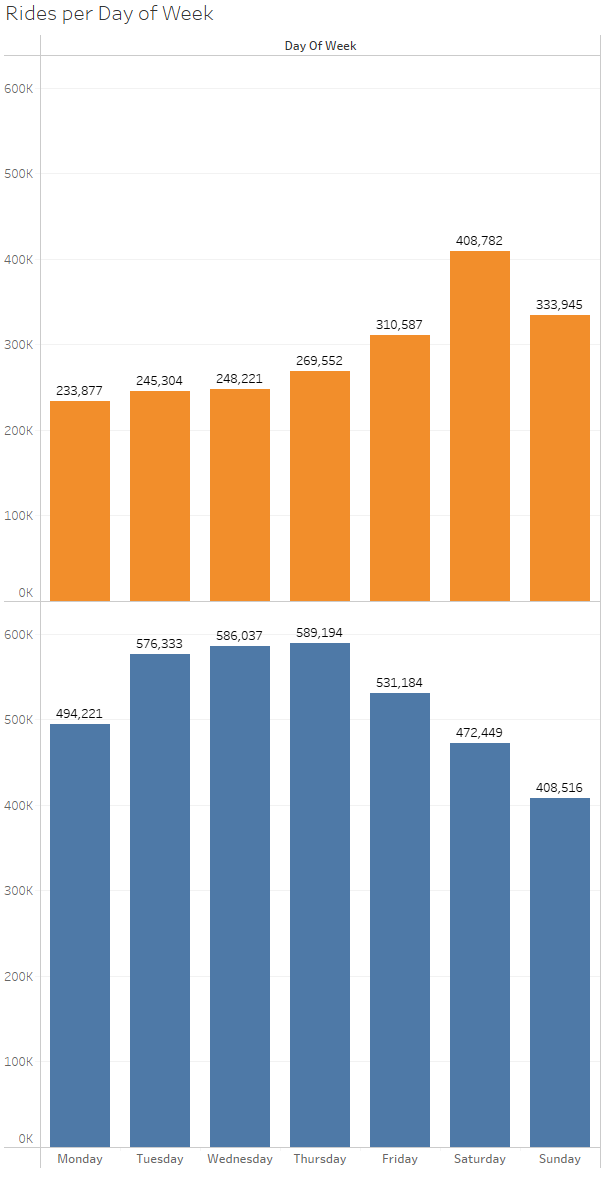 Rides per Day of Week
Day Of Week
600K
500K
400K
300K
200K
100K
0K
233,877
245,304
248,221
269,552
310,587
408,782
333,945
600K
500K
400K
300K
200K
100K
0K
494,221
576,333
586,037
589,194
531,184
472,449
408,516
Monday Tuesday Wednesday Thursday Friday Saturday Sunday